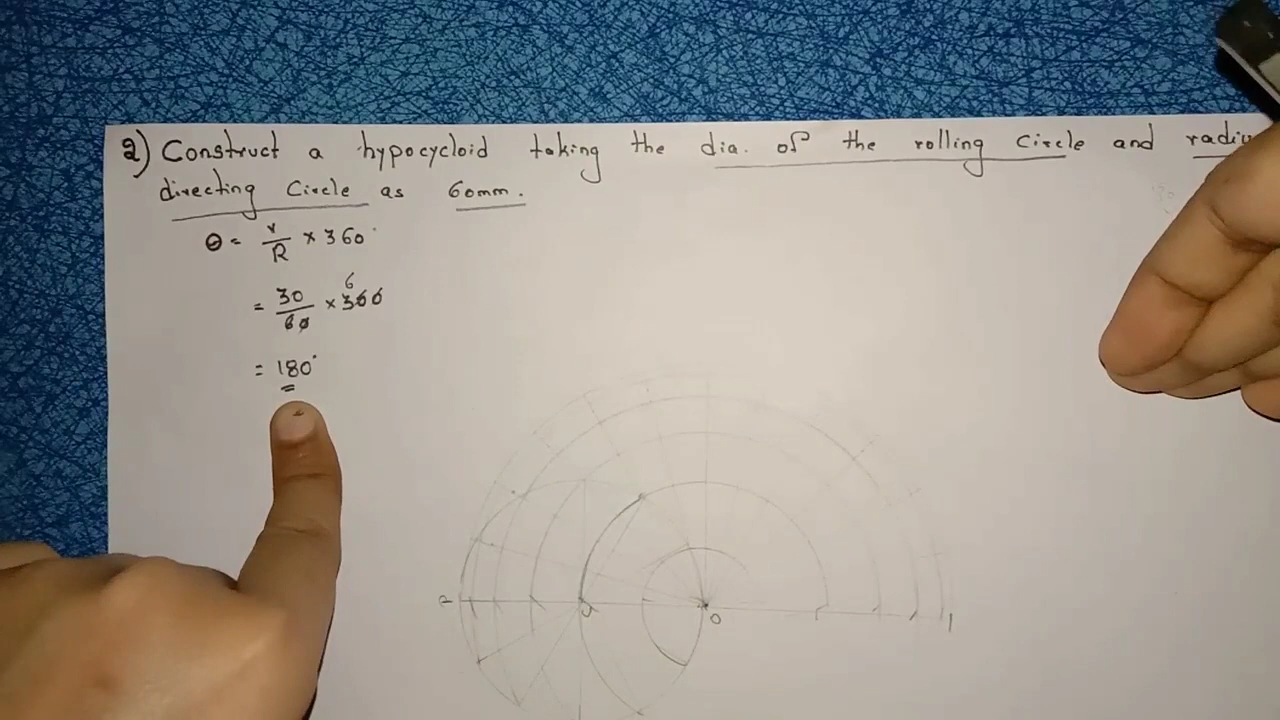 2) Construct a hypocycloid taking the dia. of the rolling Circle and
directing Circle as 60mm.
θ = r/R × 360°
= 30/60 × 360 6
= 180°
O